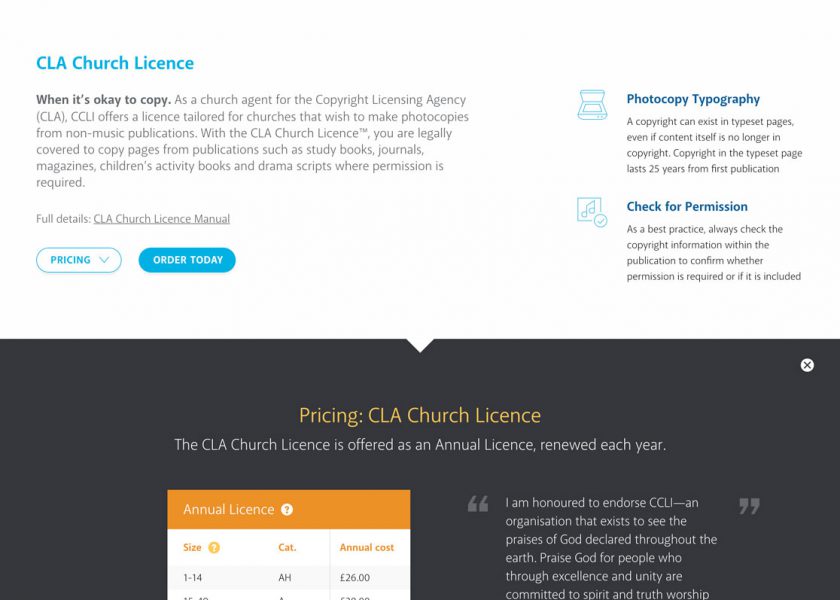 CLA Church Licence
When it's okay to copy. As a church agent for the Copyright Licensing Agency
(CLA), CCLI offers a licence tailored for churches that wish to make photocopies
from non-music publications. With the CLA Church Licence™, you are legally
covered to copy pages from publications such as study books, journals,
magazines, children's activity books and drama scripts where permission is
required.
Full details: CLA Church Licence Manual
PRICING
ORDER TODAY
Photocopy Typography
A copyright can exist in typeset pages,
even if content itself is no longer in
copyright. Copyright in the typeset page
lasts 25 years from first publication
Check for Permission
As a best practice, always check the
copyright information within the
publication to confirm whether
permission is required or if it is included
Pricing: CLA Church Licence
The CLA Church Licence is offered as an Annual Licence, renewed each year.
Annual Licence ?
Size ? Cat. Annual cost
1-14 AH £26.00
“ I am honoured to endorse CCLI—an ”
organisation that exists to see the
praises of God declared throughout the
earth. Praise God for people who
through excellence and unity are
committed to spirit and truth worship